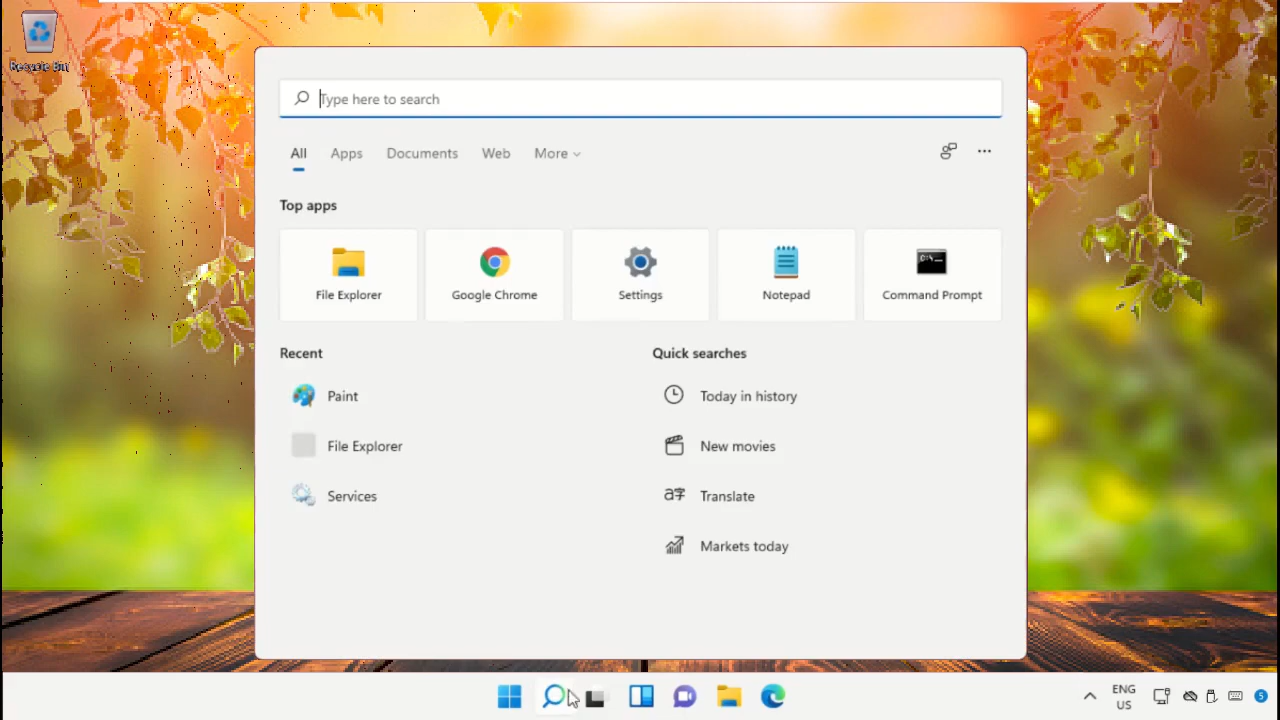 Recycle Bin
Type here to search
All Apps Documents Web More
Top apps
File Explorer Google Chrome Settings Notepad Command Prompt
Recent Quick searches
Paint Today in history
File Explorer New movies
Services Translate
Markets today
ENG
US
5